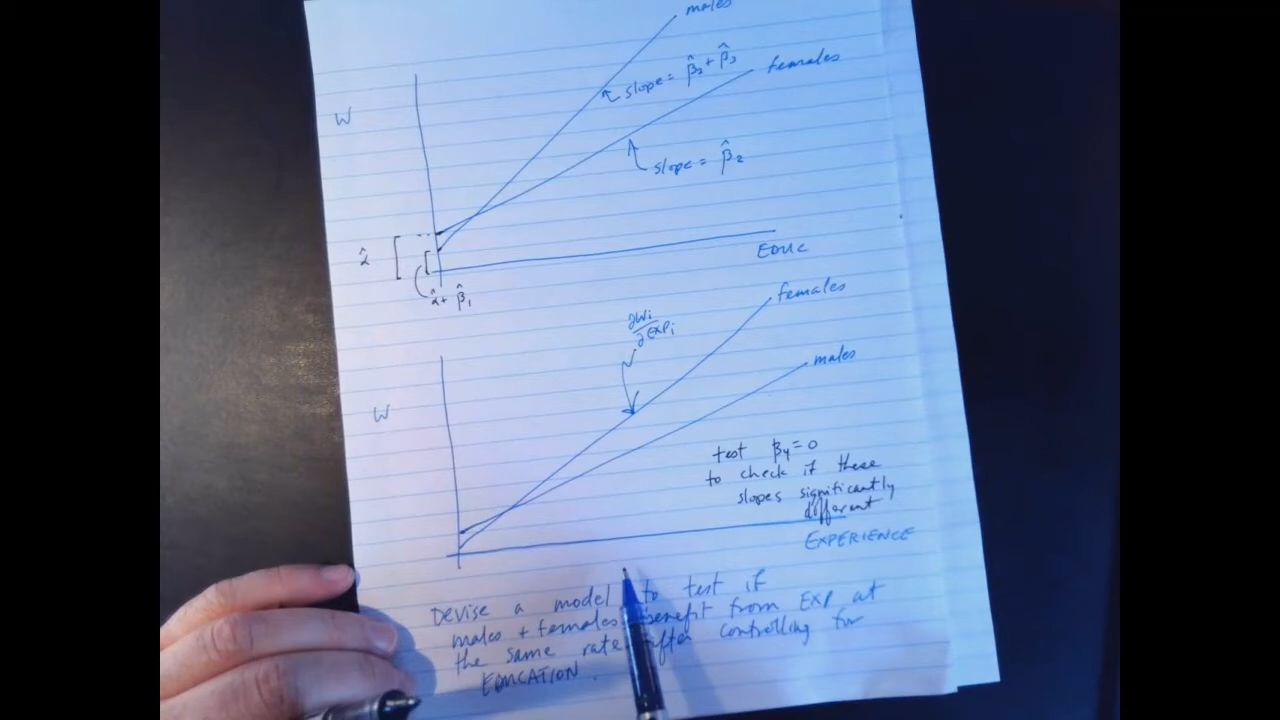 males
slope = β̂₂ + β̂₃
females
W
slope = β̂₂
EDUC
α̂
α̂ + β̂₁
females
∂Wi
∂EXPi
males
W
test β₄ = 0
to check if these
slopes significantly
different
EXPERIENCE
DEVISE a model to test if
males + females benefit from EXP at
the same rate after controlling for
EDUCATION.